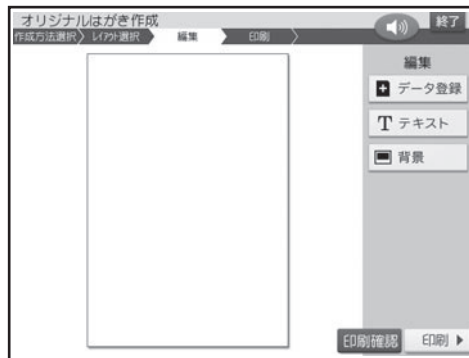 オリジナルはがき作成
終了
作成方法選択
レイアウト選択
編集
印刷
編集
データ登録
T テキスト
背景
印刷確認
印刷